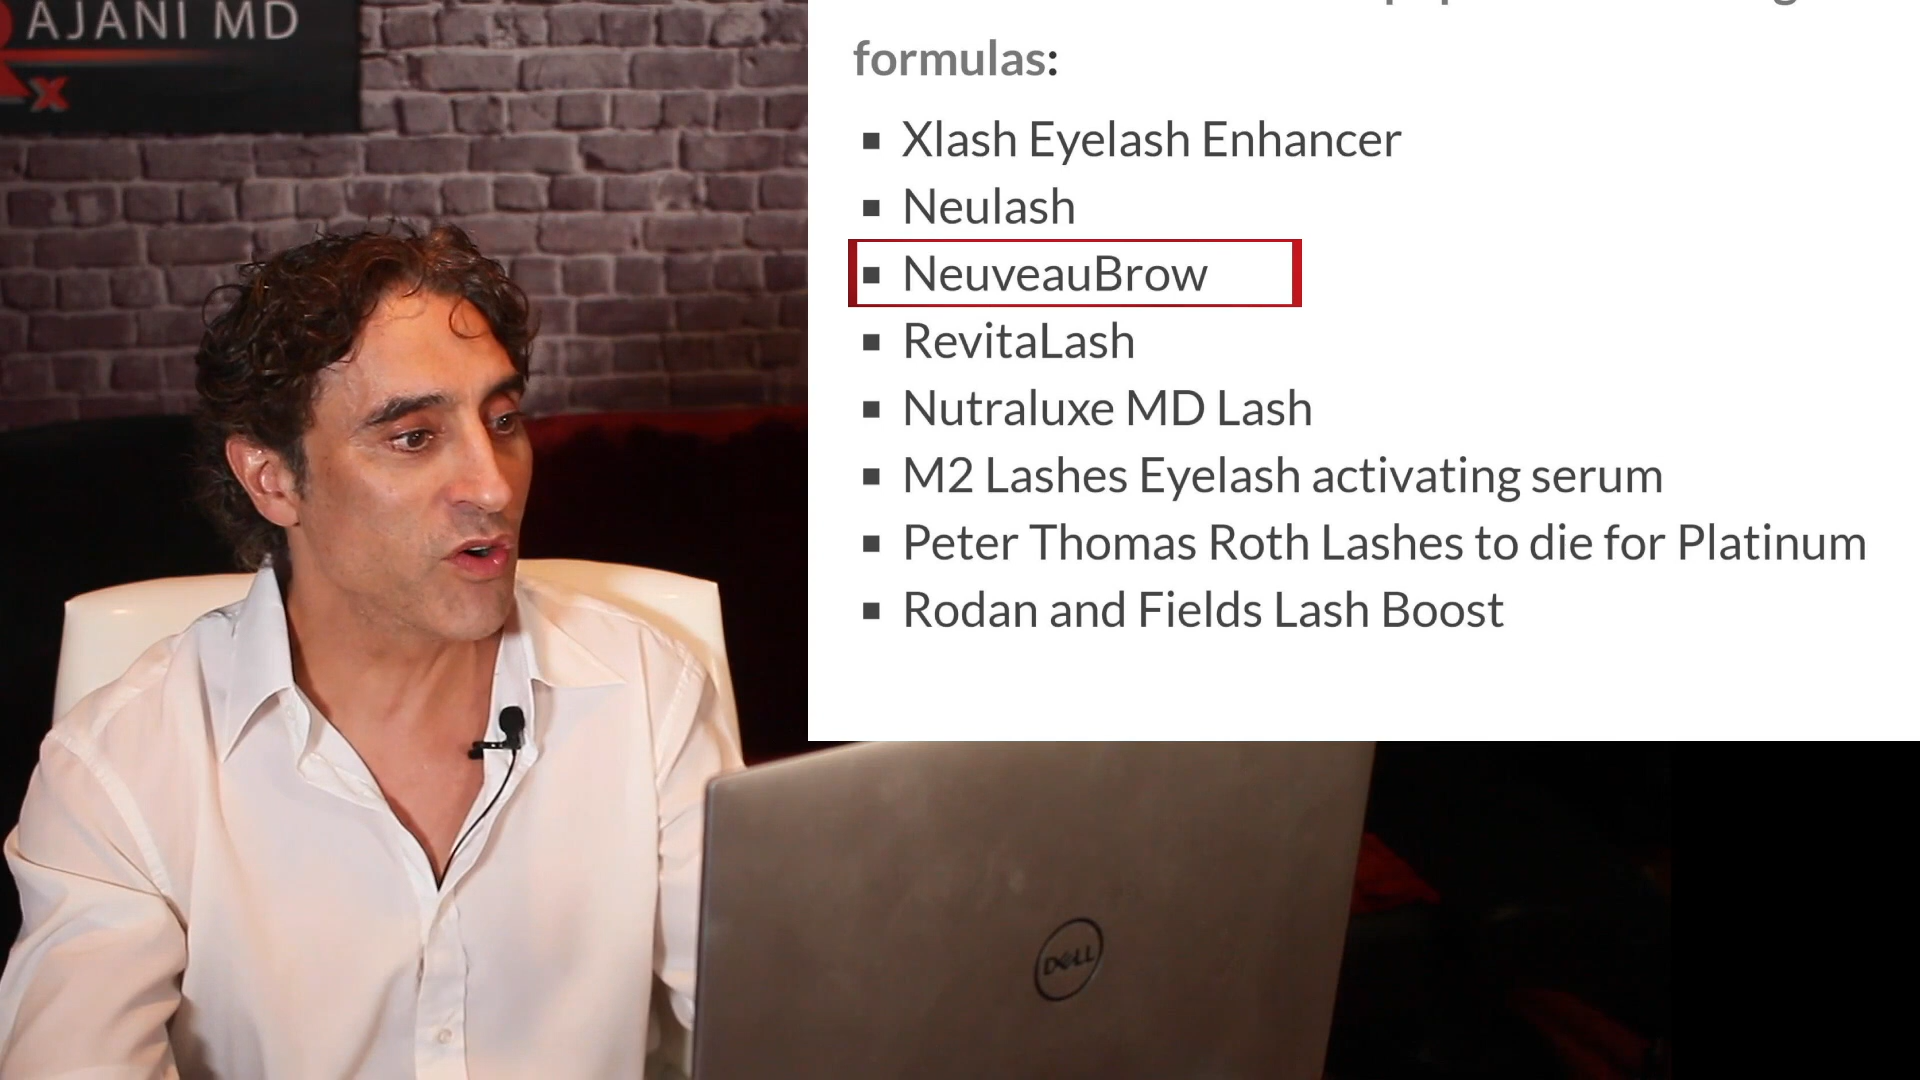 AJANI MD
x
formulas:
▪ Xlash Eyelash Enhancer
▪ Neulash
▪ NeuveauBrow
▪ RevitaLash
▪ Nutraluxe MD Lash
▪ M2 Lashes Eyelash activating serum
▪ Peter Thomas Roth Lashes to die for Platinum
▪ Rodan and Fields Lash Boost
DELL